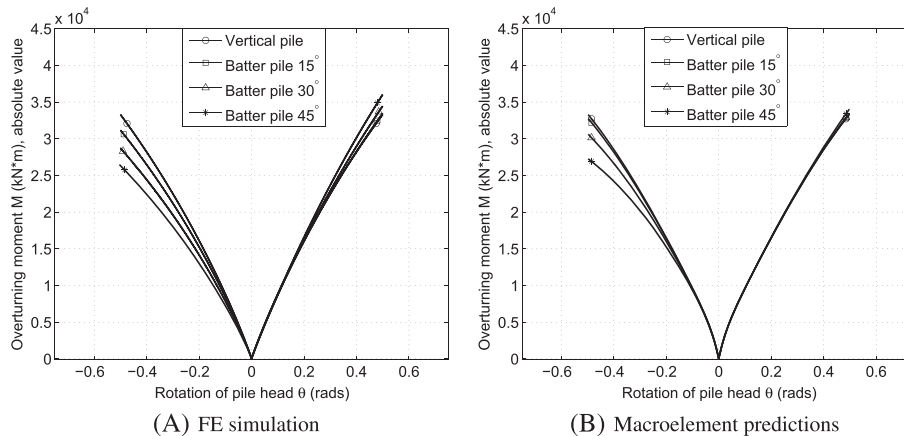 x 10⁴
4.5
4
3.5
3
2.5
2
1.5
1
0.5
0
Overturning moment M (kN*m), absolute value
Vertical pile
Batter pile 15°
Batter pile 30°
Batter pile 45°
−0.6 −0.4 −0.2 0 0.2 0.4 0.6
Rotation of pile head θ (rads)
(A) FE simulation
x 10⁴
4.5
4
3.5
3
2.5
2
1.5
1
0.5
0
Overturning moment M (kN*m), absolute value
Vertical pile
Batter pile 15°
Batter pile 30°
Batter pile 45°
−0.6 −0.4 −0.2 0 0.2 0.4 0.6
Rotation of pile head θ (rads)
(B) Macroelement predictions